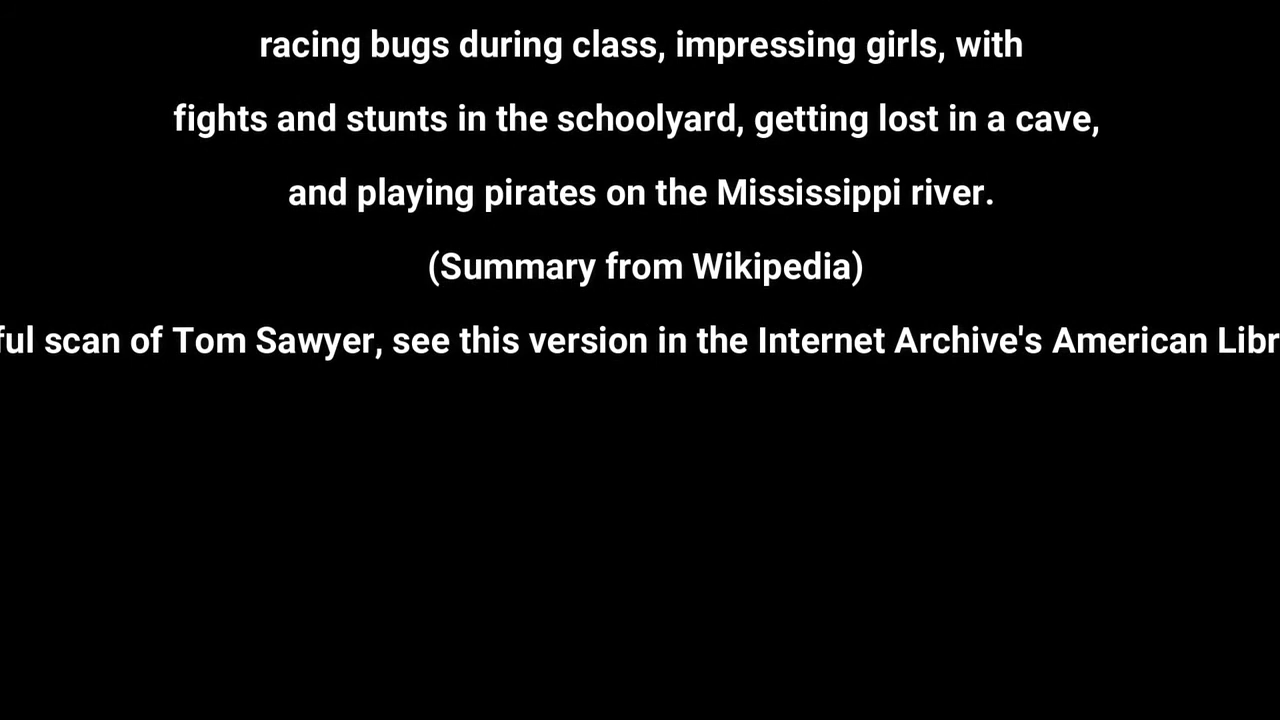 racing bugs during class, impressing girls, with
fights and stunts in the schoolyard, getting lost in a cave,
and playing pirates on the Mississippi river.
(Summary from Wikipedia)
ful scan of Tom Sawyer, see this version in the Internet Archive's American Libr